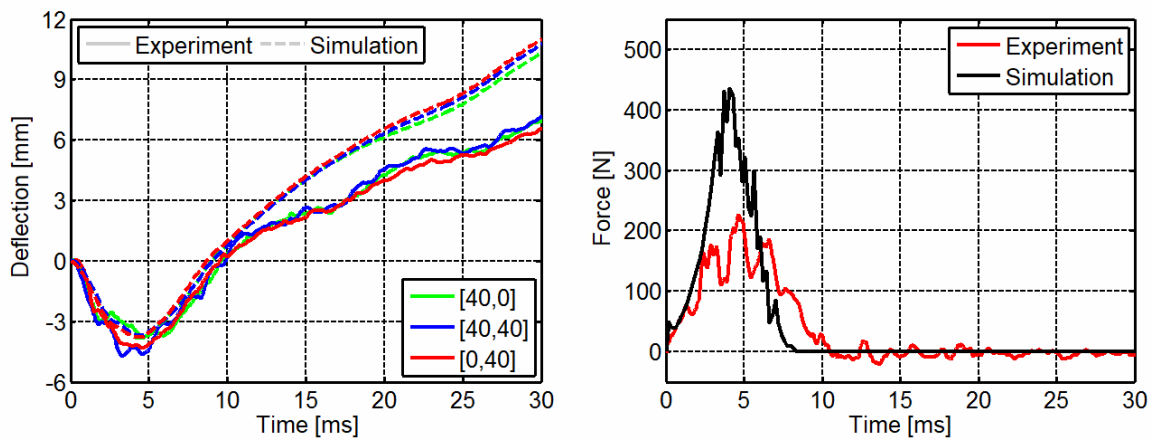 12
9
6
3
0
-3
-6
Deflection [mm]
Experiment Simulation
[40,0]
[40,40]
[0,40]
0 5 10 15 20 25 30
Time [ms]
500
400
300
200
100
0
Force [N]
Experiment
Simulation
0 5 10 15 20 25 30
Time [ms]